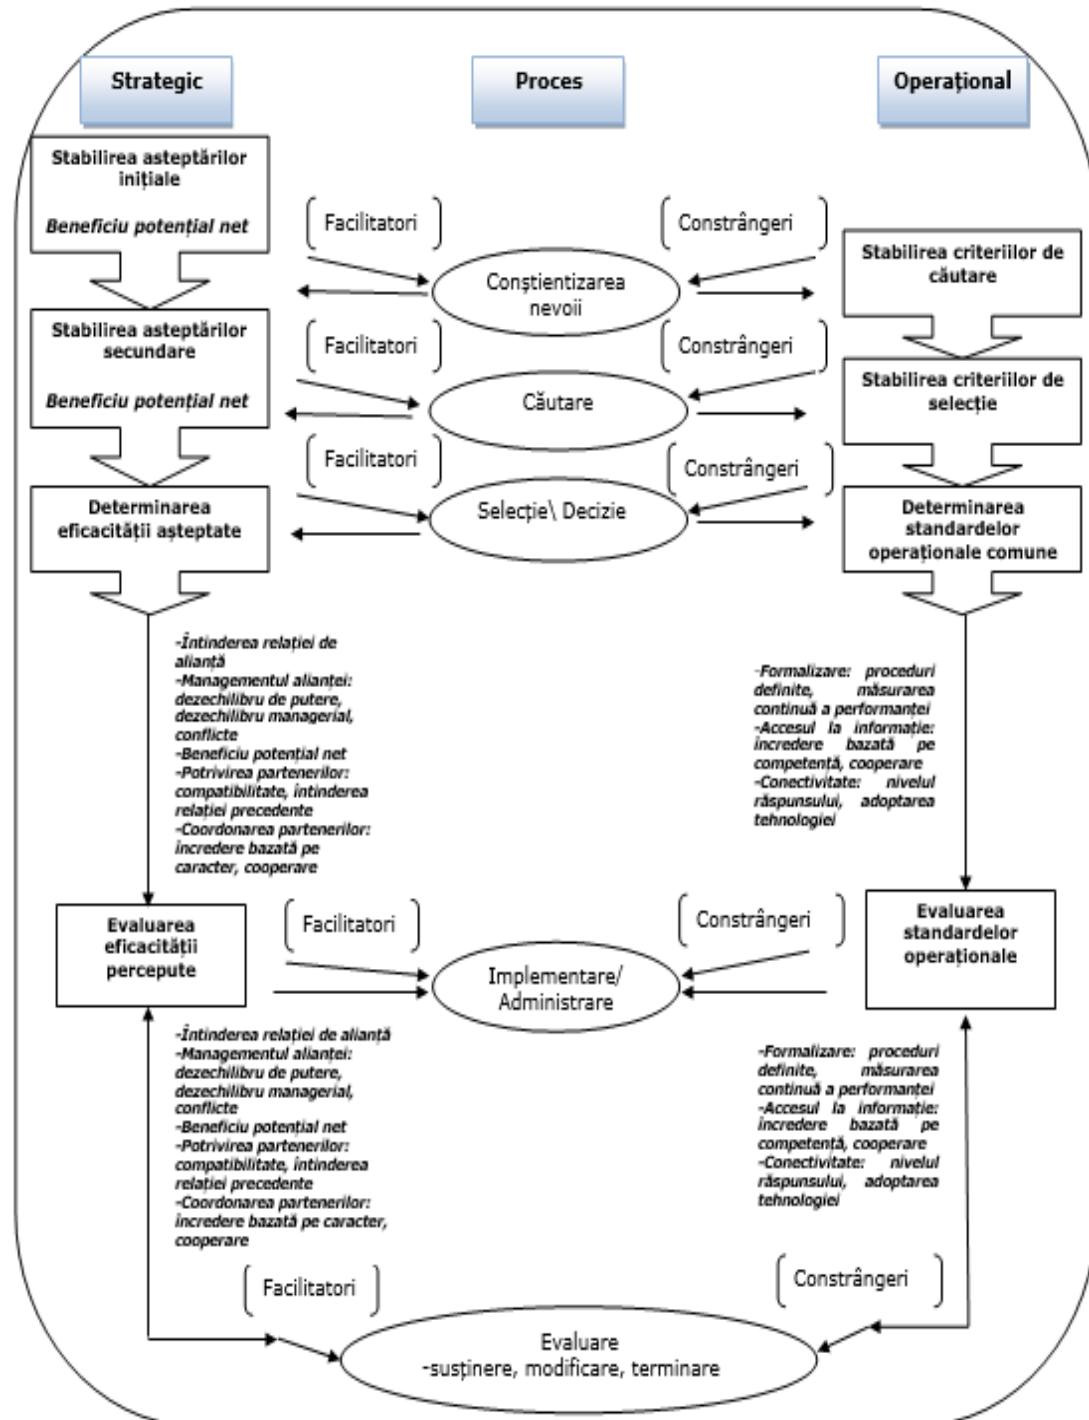 Strategic
Proces
Operațional
Stabilirea asteptărilor
inițiale
Beneficiu potențial net
Facilitatori
Constrângeri
Conștientizarea
nevoii
Stabilirea criteriilor de
căutare
Stabilirea asteptărilor
secundare
Beneficiu potențial net
Facilitatori
Constrângeri
Căutare
Stabilirea criteriilor de
selecție
Facilitatori
Constrângeri
Determinarea
eficacității așteptate
Selecție\ Decizie
Determinarea
standardelor
operaționale comune
-Întinderea relației de
alianță
-Managementul alianței:
dezechilibru de putere,
dezechilibru managerial,
conflicte
-Beneficiu potențial net
-Potrivirea partenerilor:
compatibilitate, întinderea
relației precedente
-Coordonarea partenerilor:
încredere bazată pe
caracter, cooperare
-Formalizare: proceduri
definite, măsurarea
continuă a performanței
-Accesul la informație:
încredere bazată pe
competență, cooperare
-Conectivitate: nivelul
răspunsului, adoptarea
tehnologiei
Evaluarea
eficacității
percepute
Facilitatori
Constrângeri
Implementare/
Administrare
Evaluarea
standardelor
operaționale
-Întinderea relației de alianță
-Managementul alianței:
dezechilibru de putere,
dezechilibru managerial,
conflicte
-Beneficiu potențial net
-Potrivirea partenerilor:
compatibilitate, întinderea
relației precedente
-Coordonarea partenerilor:
încredere bazată pe caracter,
cooperare
-Formalizare: proceduri
definite, măsurarea
continuă a performanței
-Accesul la informație:
încredere bazată pe
competență, cooperare
-Conectivitate: nivelul
răspunsului, adoptarea
tehnologiei
Facilitatori
Constrângeri
Evaluare
-susținere, modificare, terminare